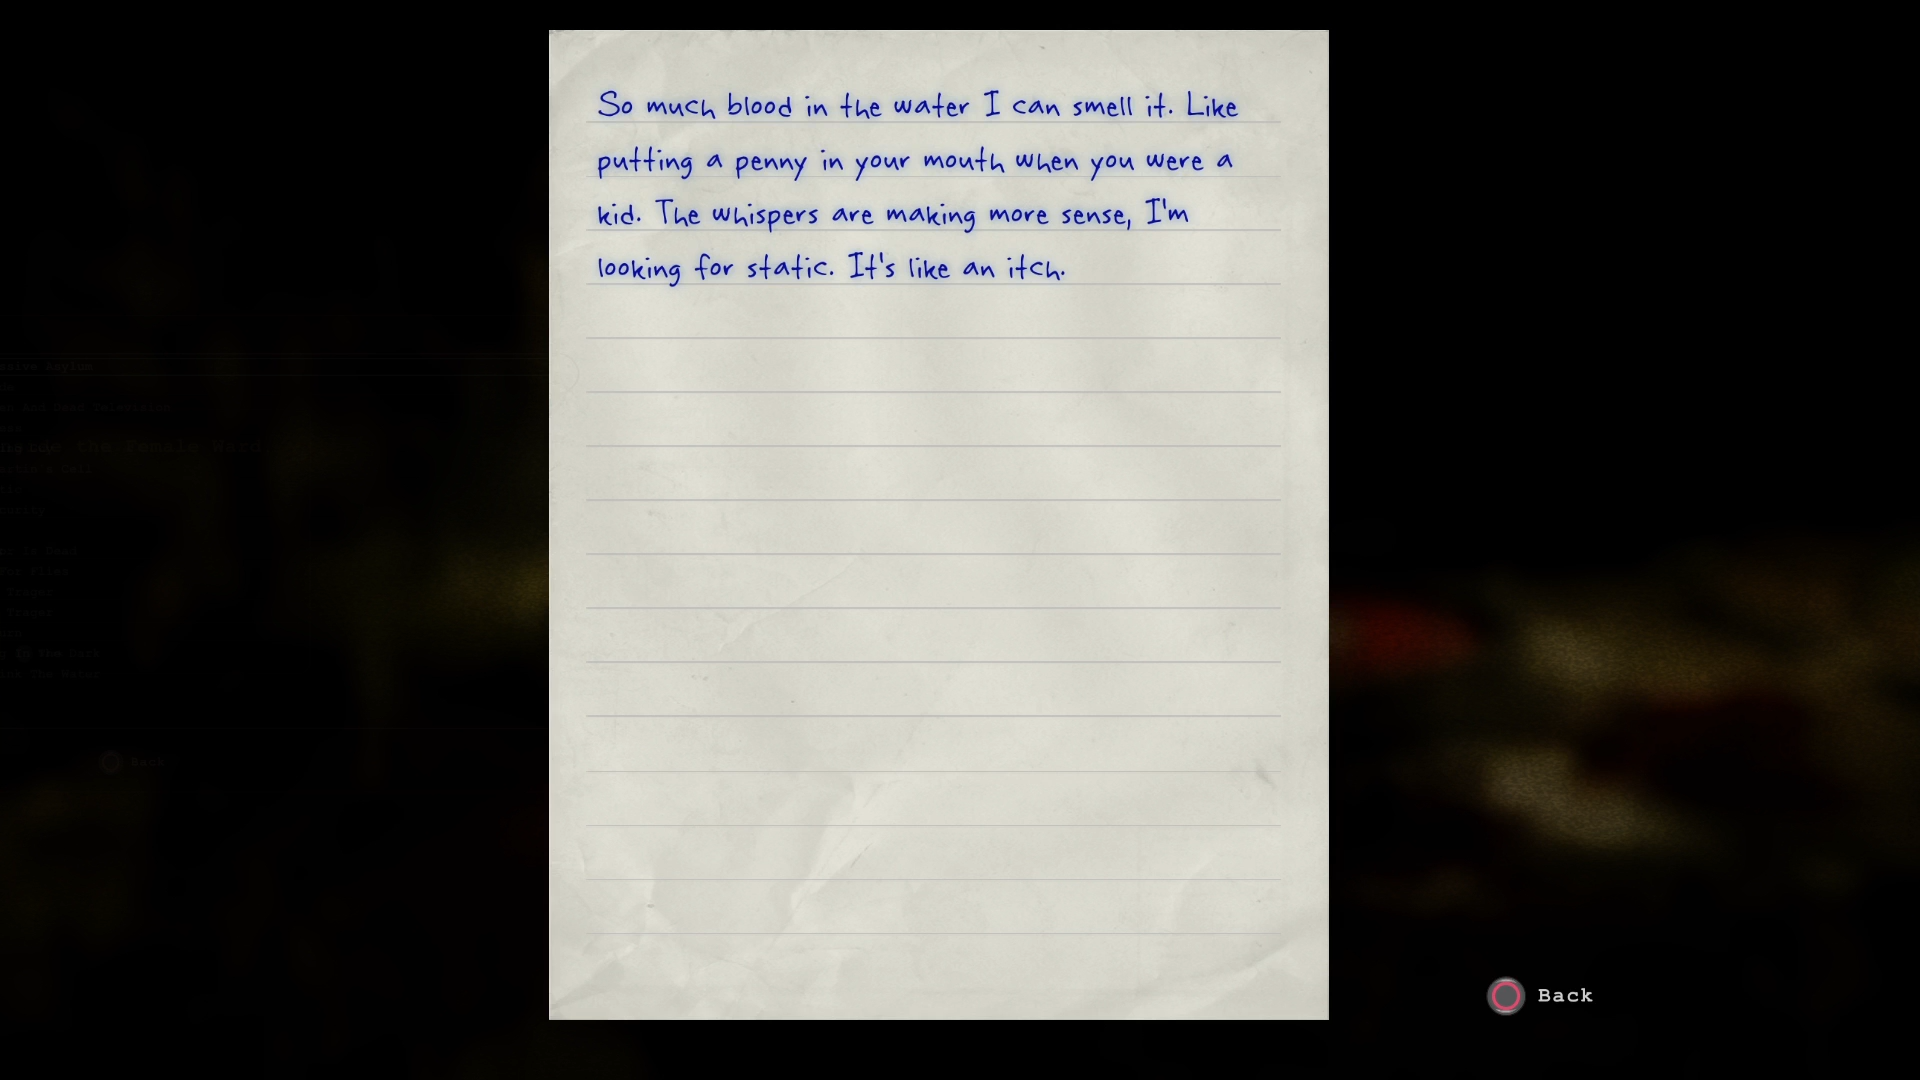 So much blood in the water I can smell it. Like
putting a penny in your mouth when you were a
kid. The whispers are making more sense, I'm
looking for static. It's like an itch.
Back